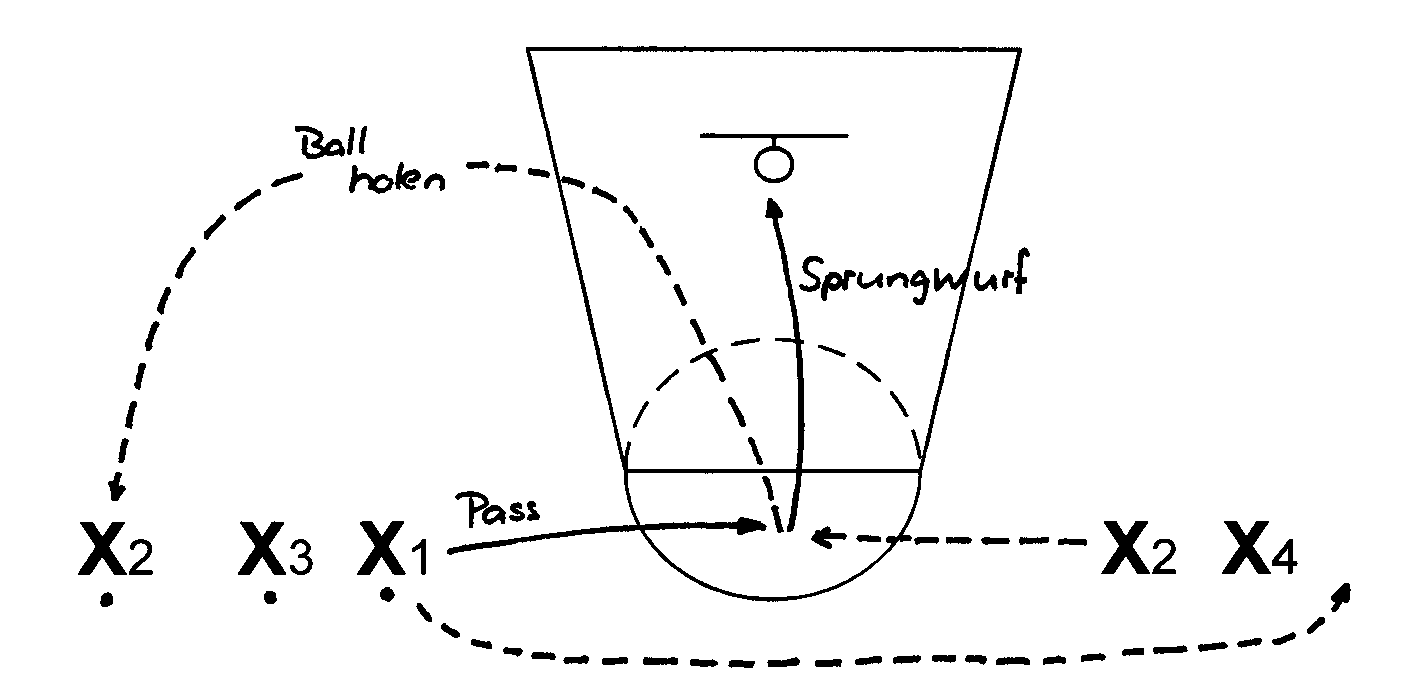 Ball
holen
Sprungwurf
Pass
X2 X3 X1 X2 X4